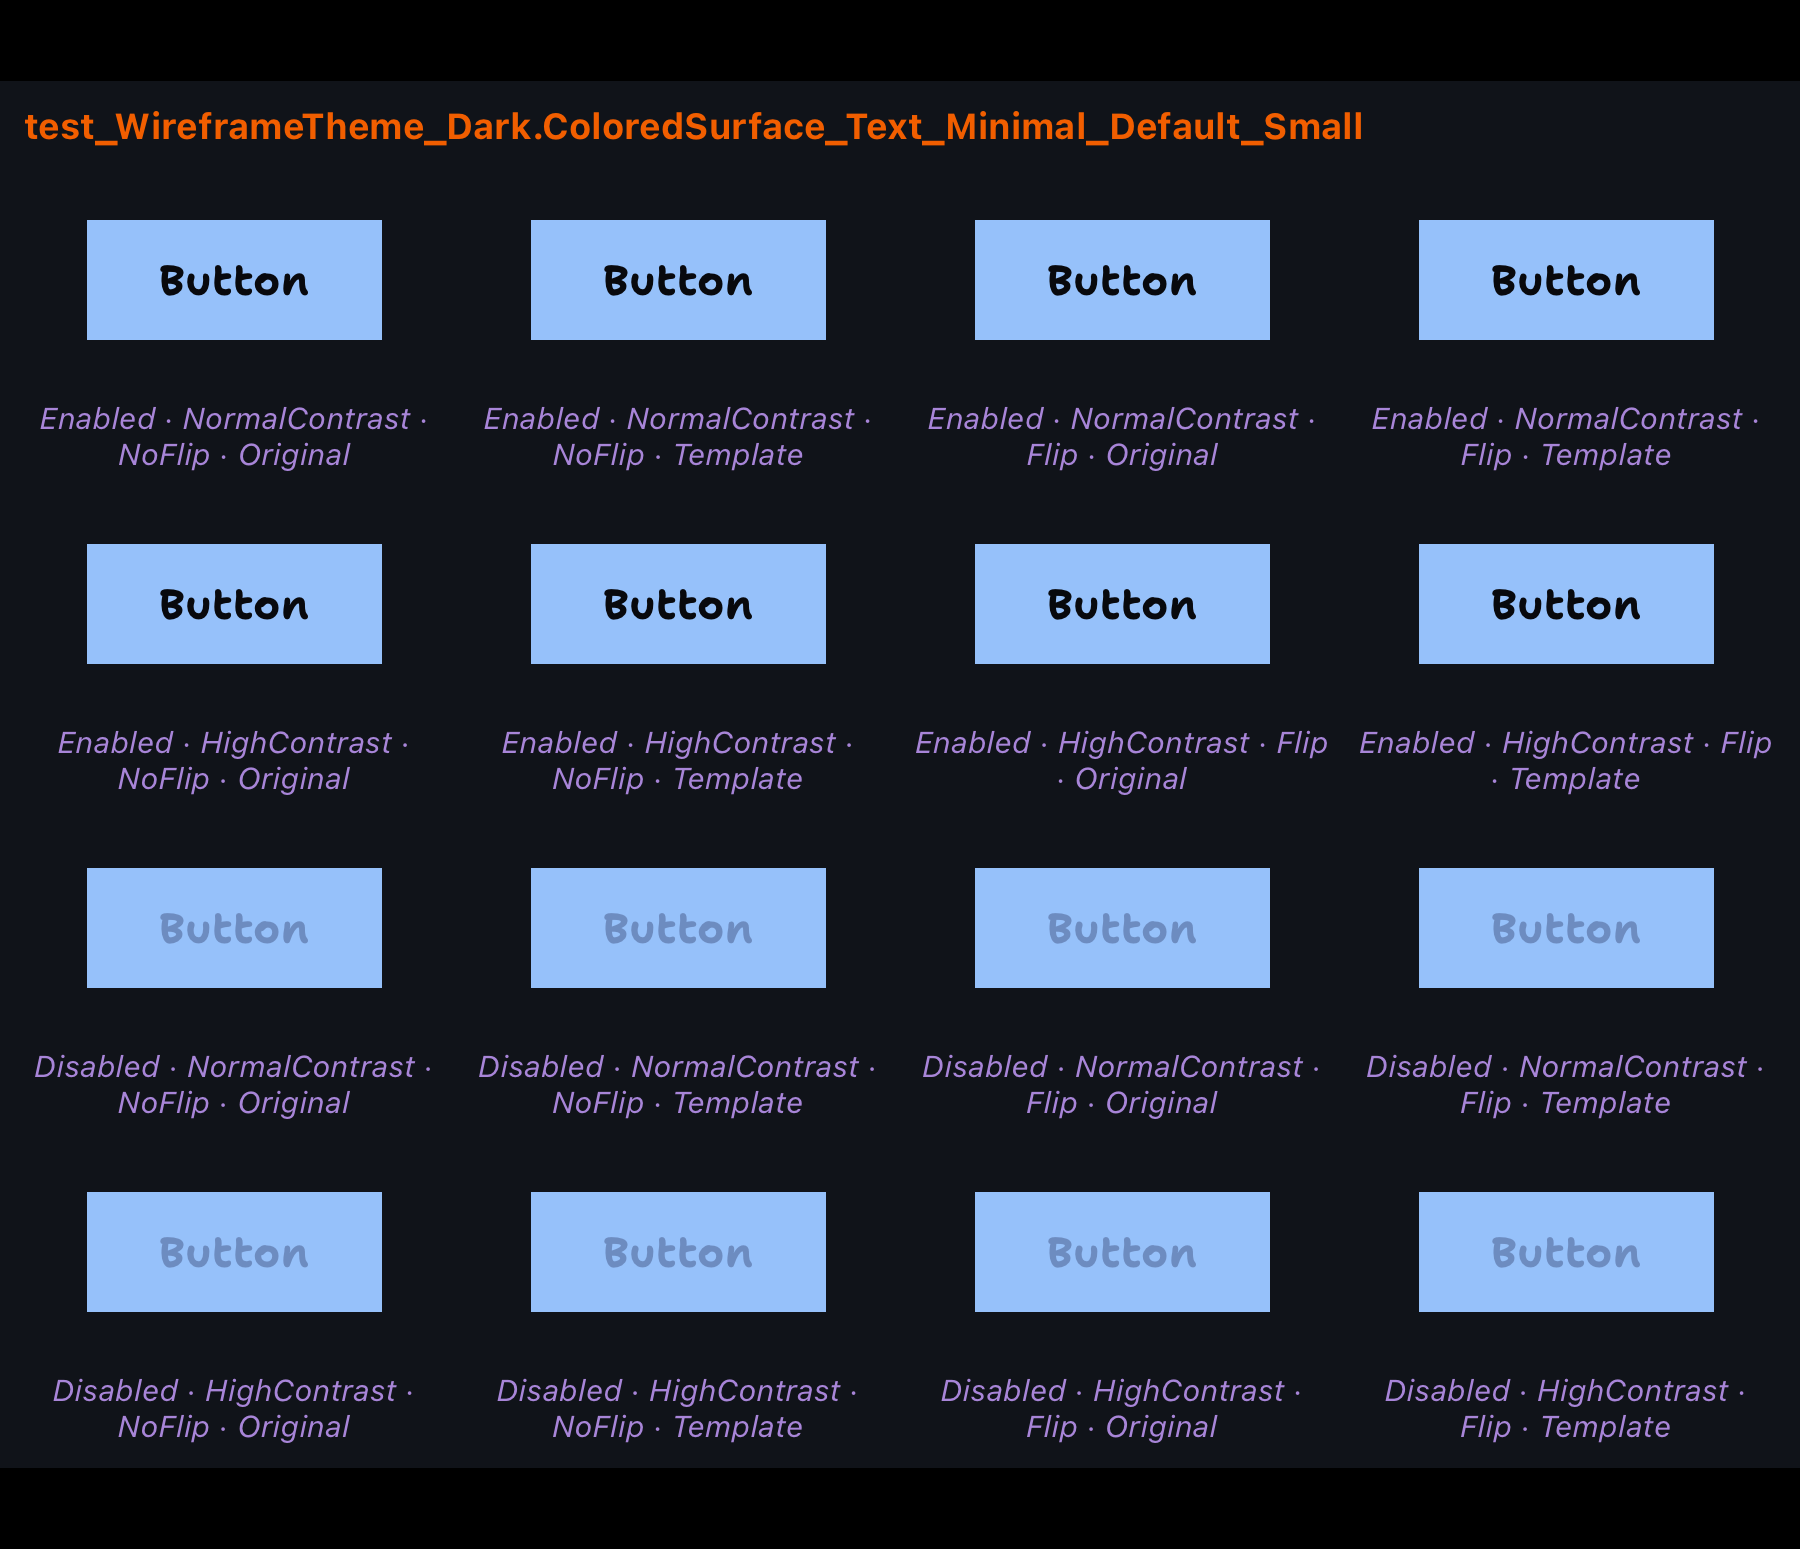 test_WireframeTheme_Dark.ColoredSurface_Text_Minimal_Default_Small
Button Button Button Button
Enabled · NormalContrast · Enabled · NormalContrast · Enabled · NormalContrast · Enabled · NormalContrast ·
NoFlip · Original NoFlip · Template Flip · Original Flip · Template
Button Button Button Button
Enabled · HighContrast · Enabled · HighContrast · Enabled · HighContrast · Flip Enabled · HighContrast · Flip
NoFlip · Original NoFlip · Template · Original · Template
Button Button Button Button
Disabled · NormalContrast · Disabled · NormalContrast · Disabled · NormalContrast · Disabled · NormalContrast ·
NoFlip · Original NoFlip · Template Flip · Original Flip · Template
Button Button Button Button
Disabled · HighContrast · Disabled · HighContrast · Disabled · HighContrast · Disabled · HighContrast ·
NoFlip · Original NoFlip · Template Flip · Original Flip · Template